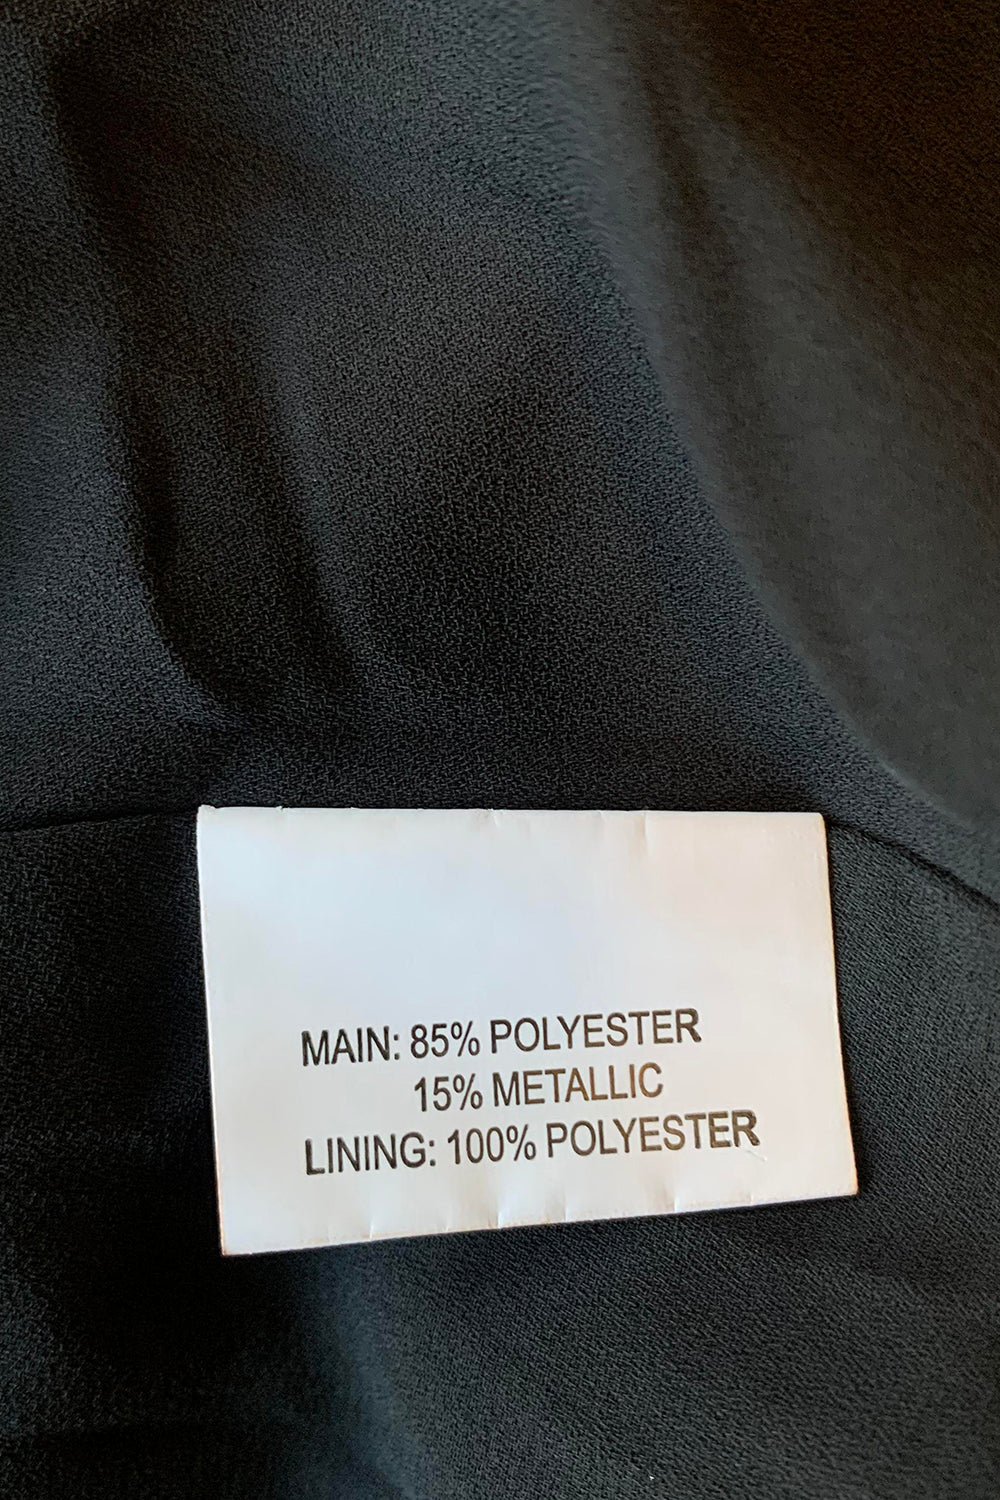 MAIN: 85% POLYESTER
15% METALLIC
LINING: 100% POLYESTER